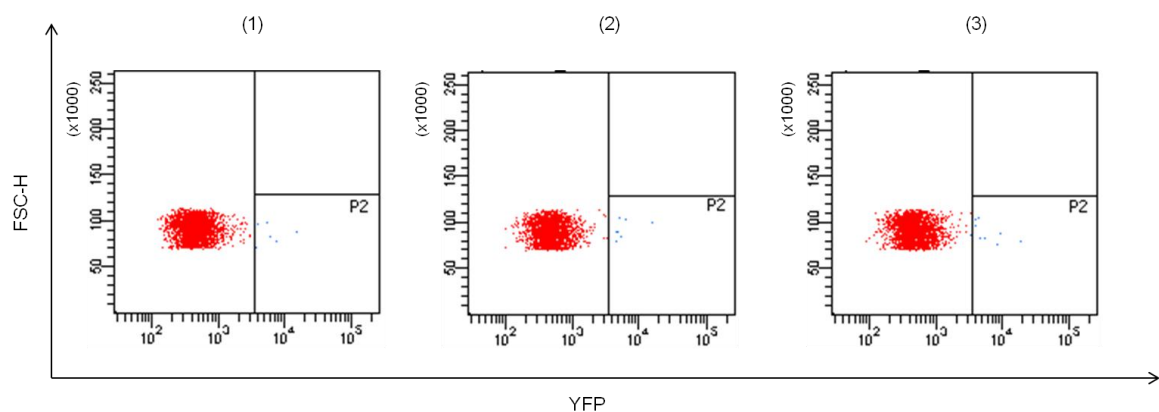 (1) (2) (3)
FSC-H
(x1000) (x1000) (x1000)
250 250 250
200 200 200
150 150 150
P2 P2 P2
100 100 100
50 50 50
10² 10³ 10⁴ 10⁵ 10² 10³ 10⁴ 10⁵ 10² 10³ 10⁴ 10⁵
YFP